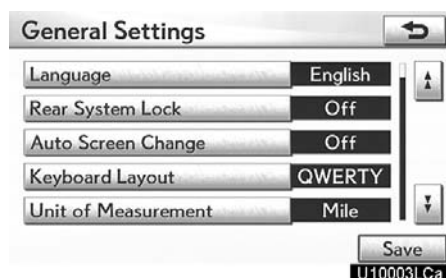 General Settings
Language English
Rear System Lock Off
Auto Screen Change Off
Keyboard Layout QWERTY
Unit of Measurement Mile
Save
U10003LCa